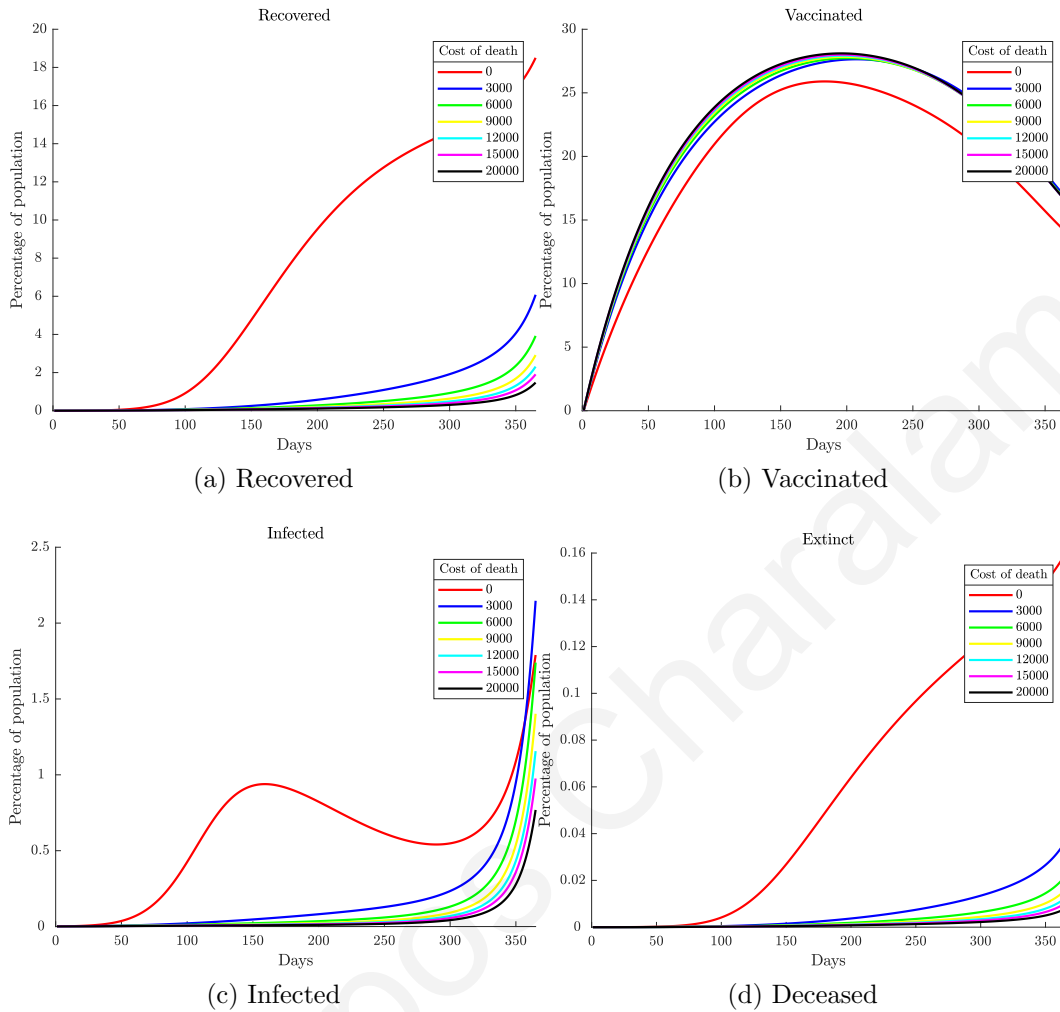 Recovered
Percentage of population
20
18
16
14
12
10
8
6
4
2
0
0 50 100 150 200 250 300 350
Days
Cost of death
0
3000
6000
9000
12000
15000
20000
(a) Recovered
Vaccinated
Percentage of population
30
25
20
15
10
5
0
0 50 100 150 200 250 300 350
Days
Cost of death
0
3000
6000
9000
12000
15000
20000
(b) Vaccinated
Infected
Percentage of population
2.5
2
1.5
1
0.5
0
0 50 100 150 200 250 300 350
Days
Cost of death
0
3000
6000
9000
12000
15000
20000
(c) Infected
Extinct
Percentage of population
0.16
0.14
0.12
0.1
0.08
0.06
0.04
0.02
0
0 50 100 150 200 250 300 350
Days
Cost of death
0
3000
6000
9000
12000
15000
20000
(d) Deceased